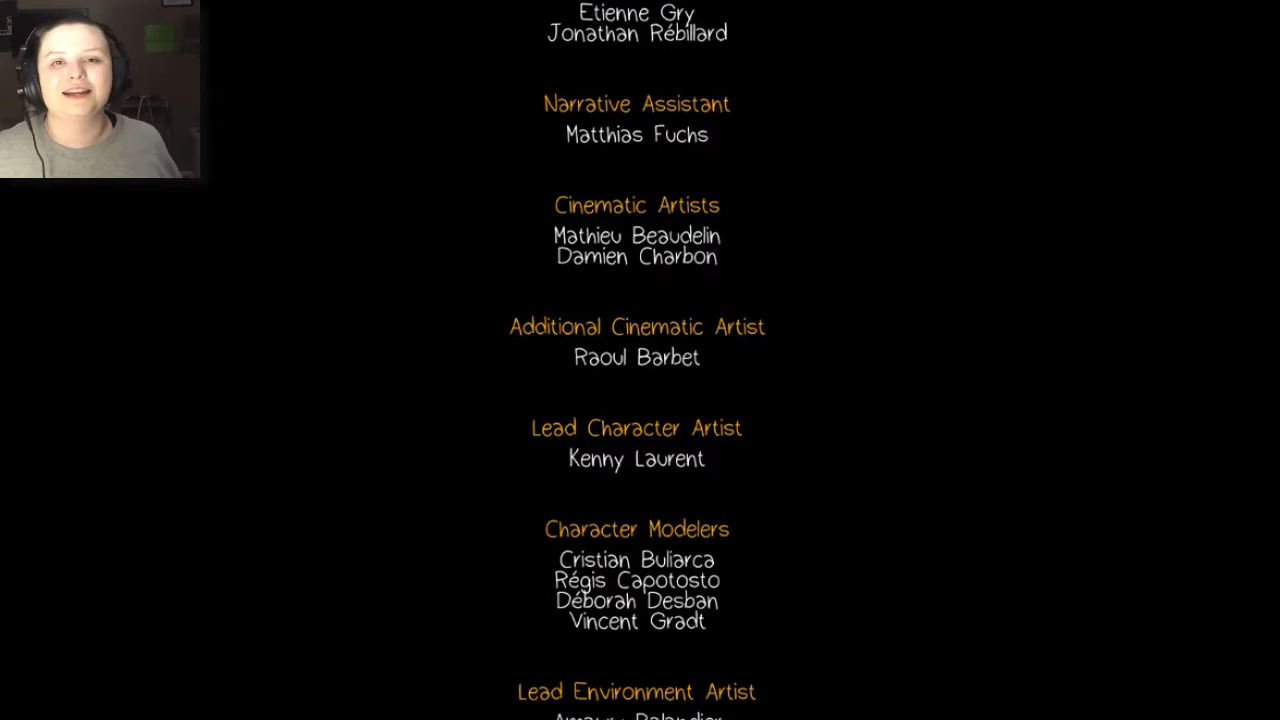 Etienne Gry
Jonathan Rébillard
Narrative Assistant
Matthias Fuchs
Cinematic Artists
Mathieu Beaudelin
Damien Charbon
Additional Cinematic Artist
Raoul Barbet
Lead Character Artist
Kenny Laurent
Character Modelers
Cristian Buliarca
Régis Capotosto
Déborah Desban
Vincent Gradt
Lead Environment Artist